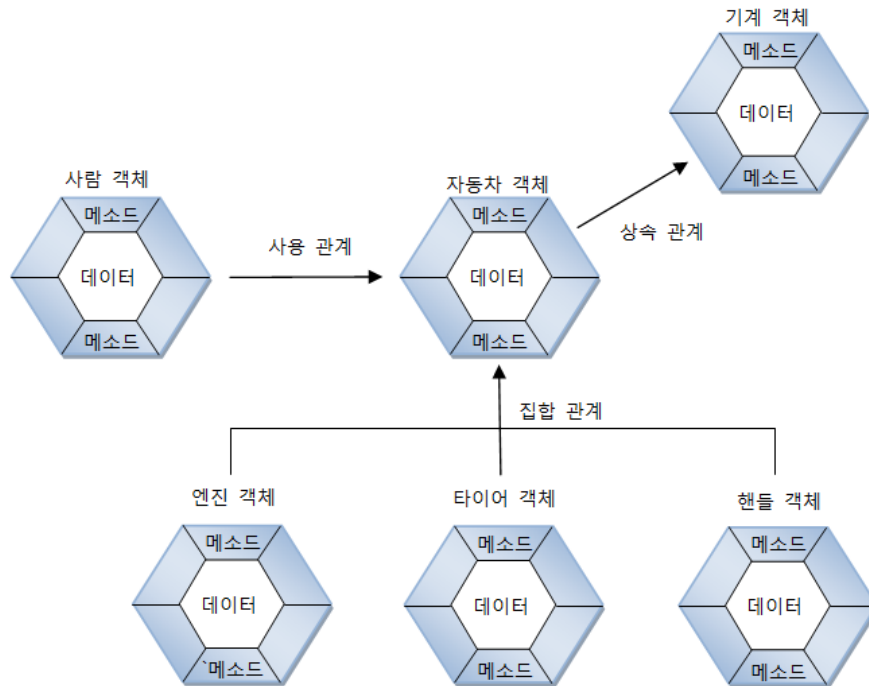 기계 객체
메소드
데이터
메소드
사람 객체
메소드
데이터
메소드
사용 관계
자동차 객체
메소드
데이터
메소드
상속 관계
집합 관계
엔진 객체
메소드
데이터
`메소드
타이어 객체
메소드
데이터
메소드
핸들 객체
메소드
데이터
메소드